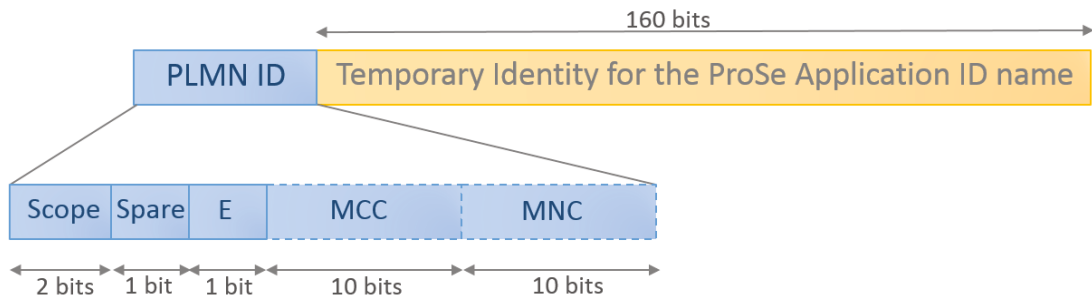 160 bits
PLMN ID Temporary Identity for the ProSe Application ID name
Scope Spare E MCC MNC
2 bits 1 bit 1 bit 10 bits 10 bits